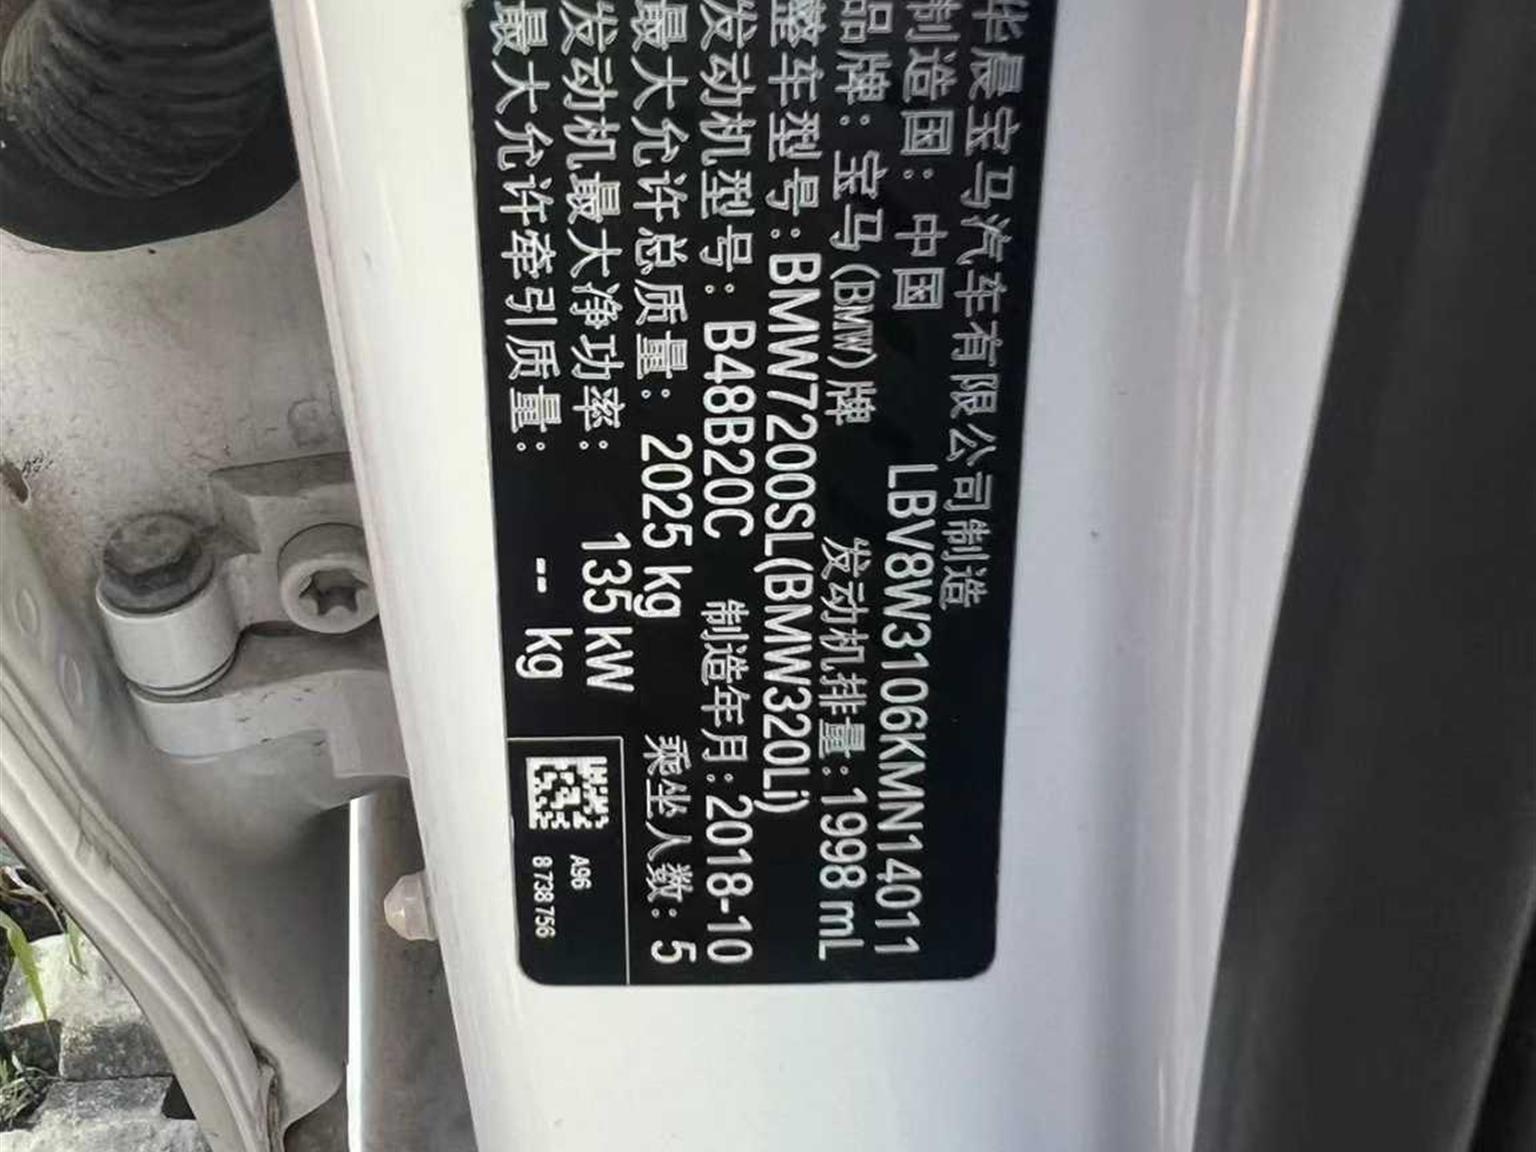 华晨宝马汽车有限公司制造
制造国：中国 LBV8W3106KMN14011
品牌：宝马(BMW)牌 发动机排量：1998 mL
整车型号：BMW7200SL(BMW320Li)
发动机型号：B48B20C 制造年月：2018-10
最大允许总质量：2025 kg 乘坐人数：5
发动机最大净功率：135 kW
最大允许牵引质量：-- kg
A96
8 738 756